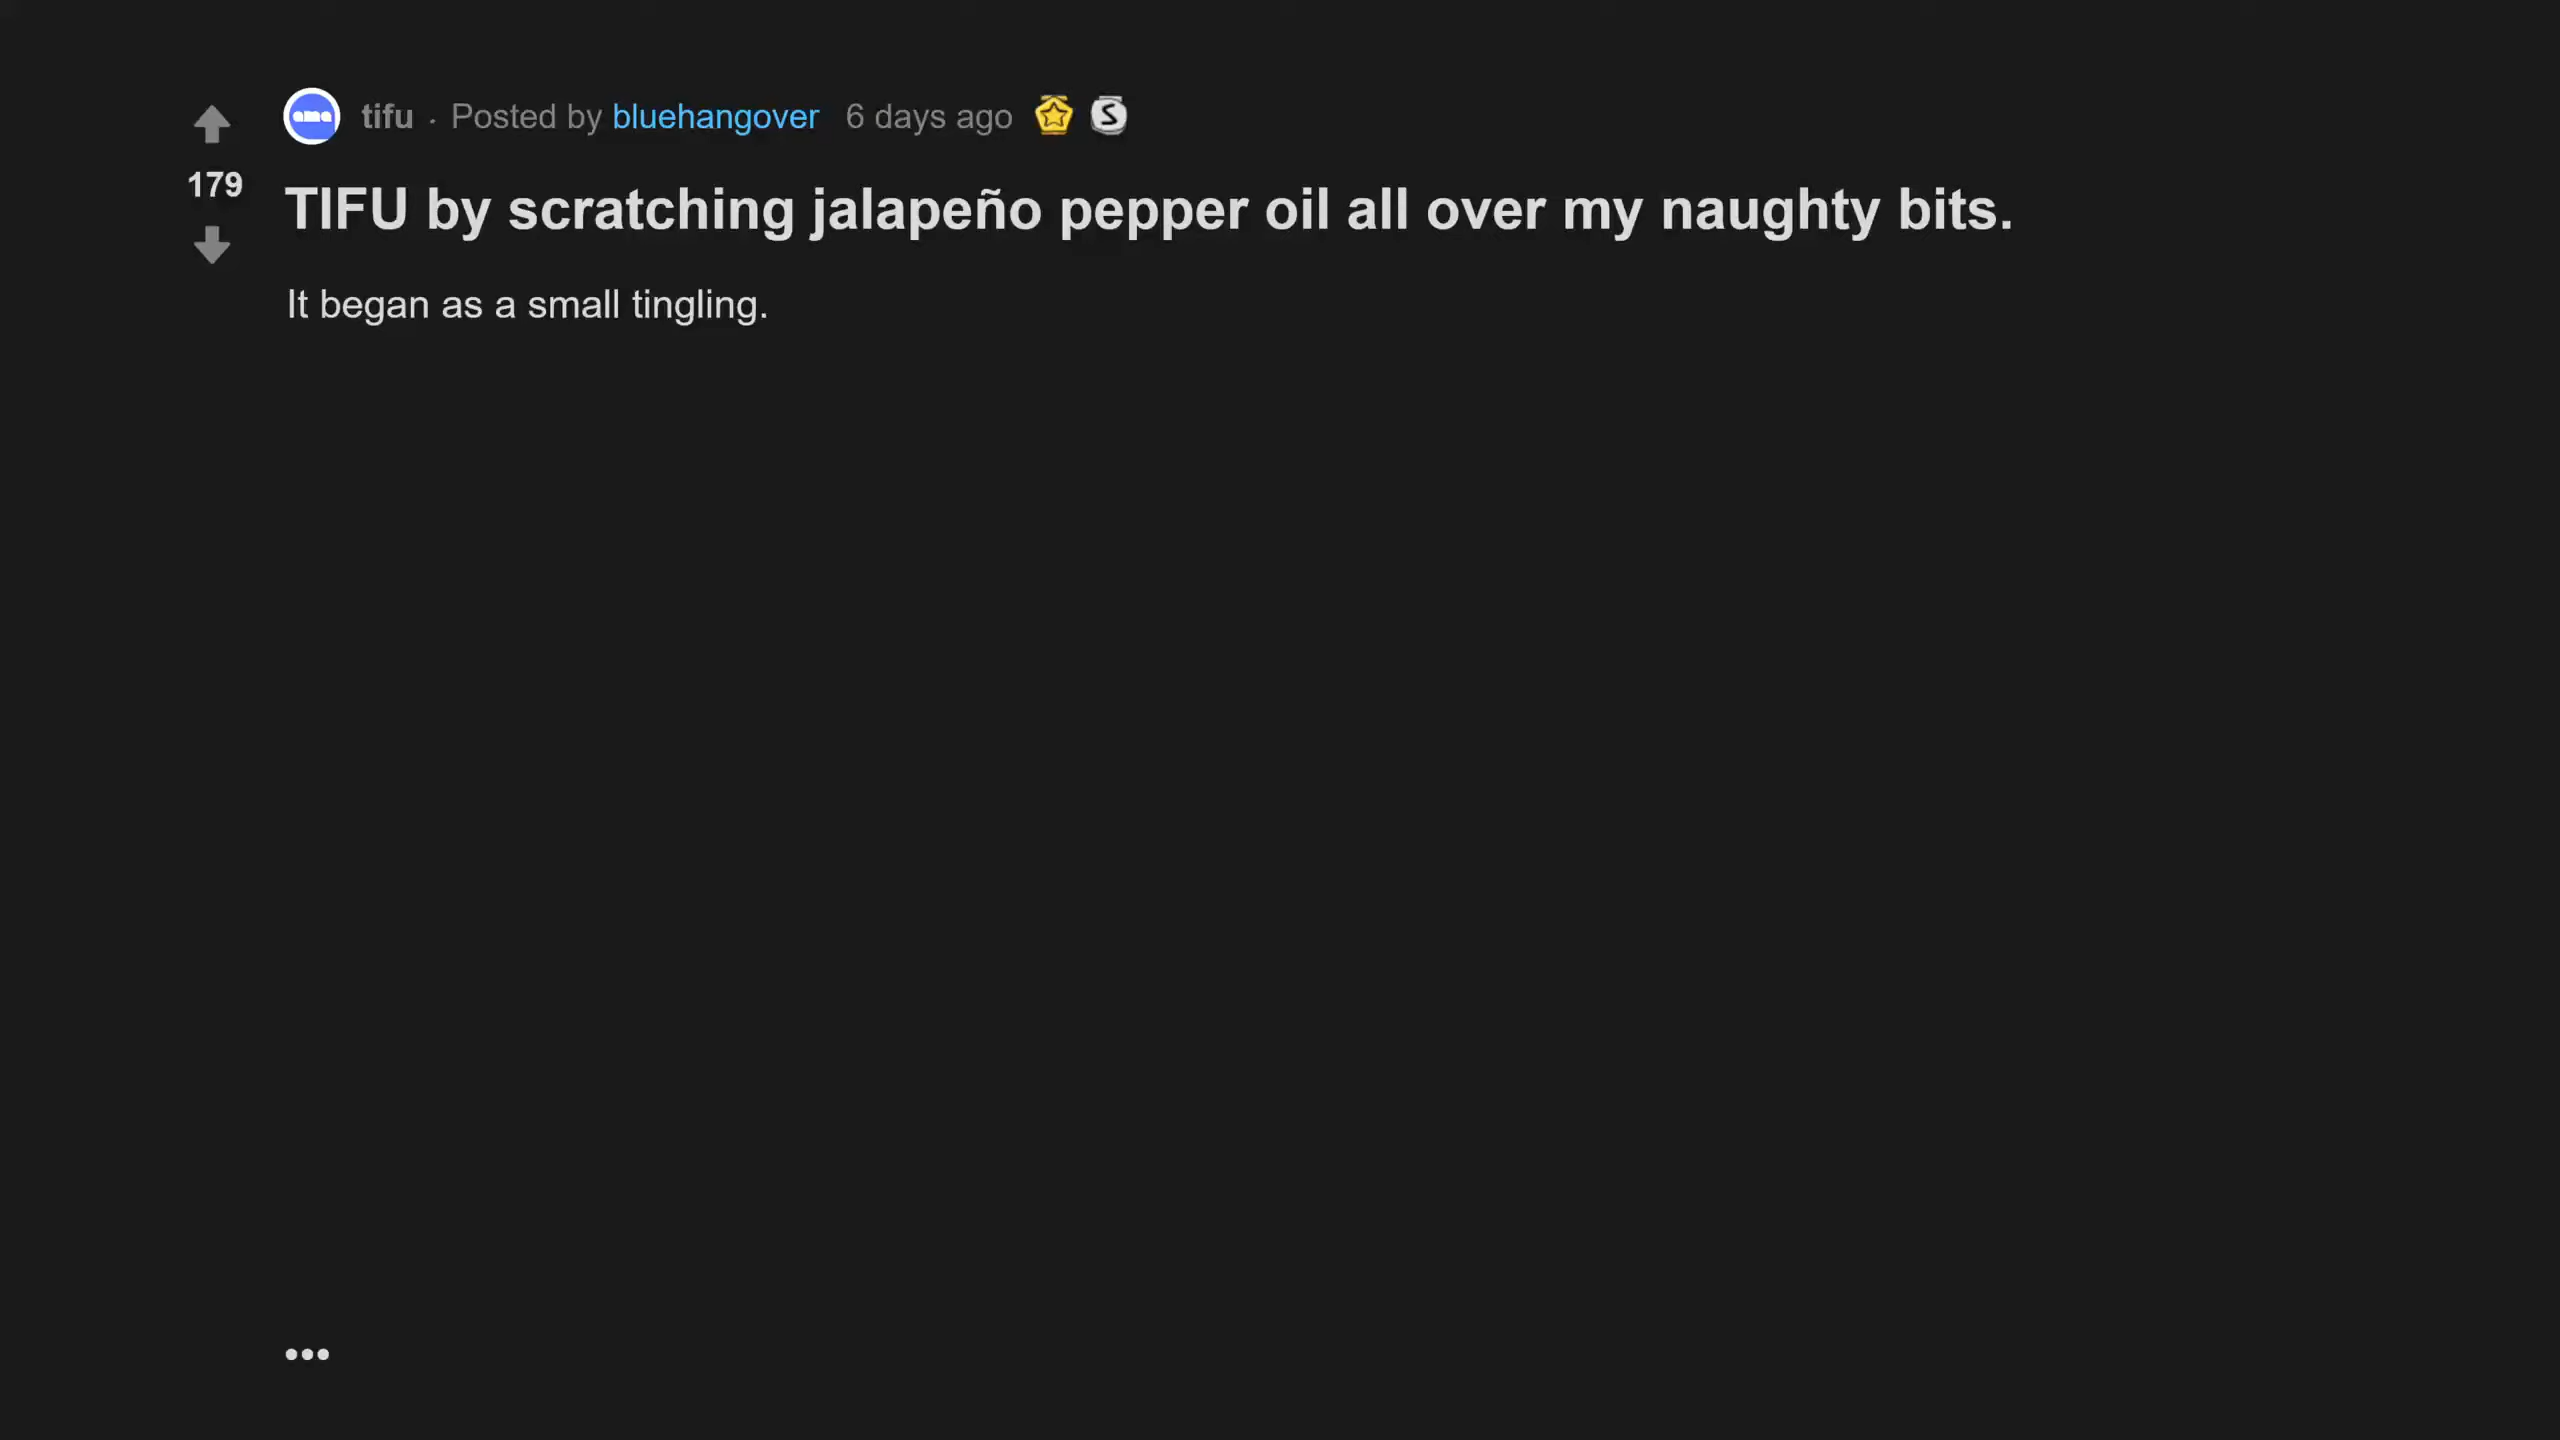 tifu · Posted by bluehangover 6 days ago S
179
TIFU by scratching jalapeño pepper oil all over my naughty bits.
It began as a small tingling.
•••